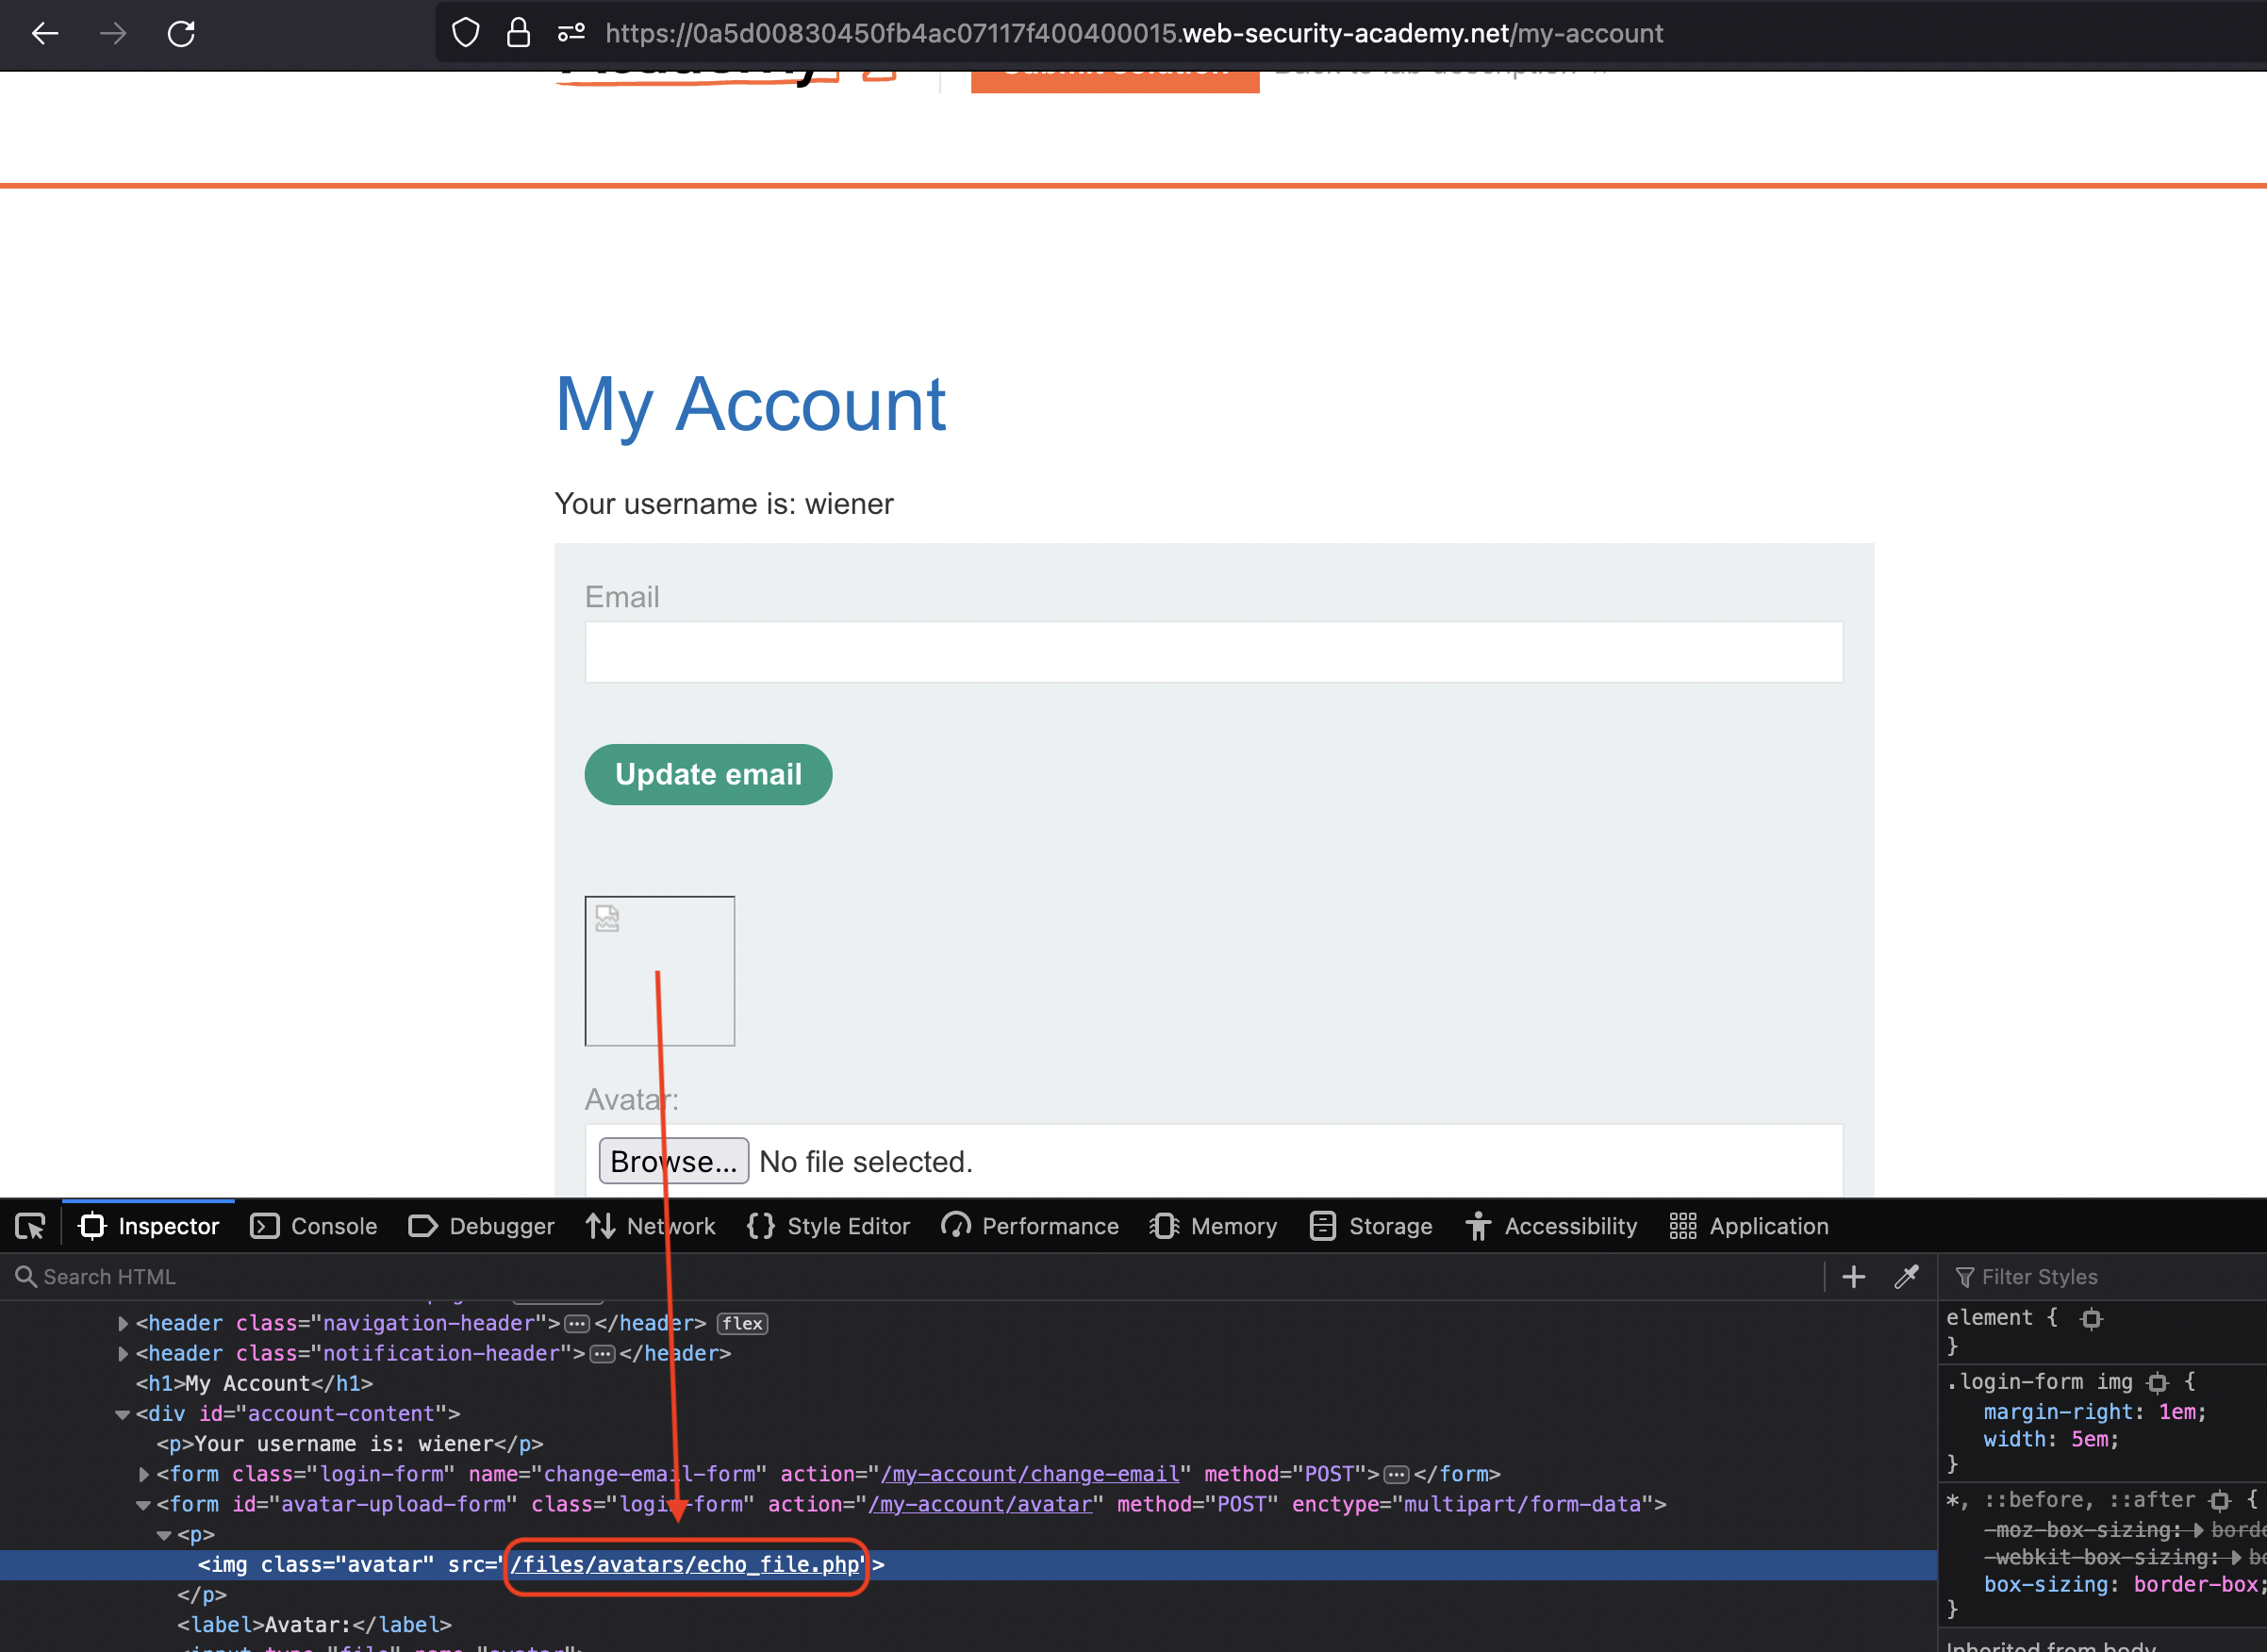 https://0a5d00830450fb4ac07117f400400015.web-security-academy.net/my-account
My Account
Your username is: wiener
Email
Update email
Avatar:
Browse... No file selected.
Inspector Console Debugger Network Style Editor Performance Memory Storage Accessibility Application
Search HTML
Filter Styles
<header class="navigation-header"> ⋯ </header> flex
<header class="notification-header"> ⋯ </header>
<h1>My Account</h1>
<div id="account-content">
<p>Your username is: wiener</p>
<form class="login-form" name="change-email-form" action="/my-account/change-email" method="POST"> ⋯ </form>
<form id="avatar-upload-form" class="login-form" action="/my-account/avatar" method="POST" enctype="multipart/form-data">
<p>
<img class="avatar" src="/files/avatars/echo_file.php">
</p>
<label>Avatar:</label>
<input type="file" name="avatar">
element {
}
.login-form img {
margin-right: 1em;
width: 5em;
}
*, ::before, ::after {
-moz-box-sizing:
-webkit-box-sizing:
box-sizing: border-box;
}
Inherited from body